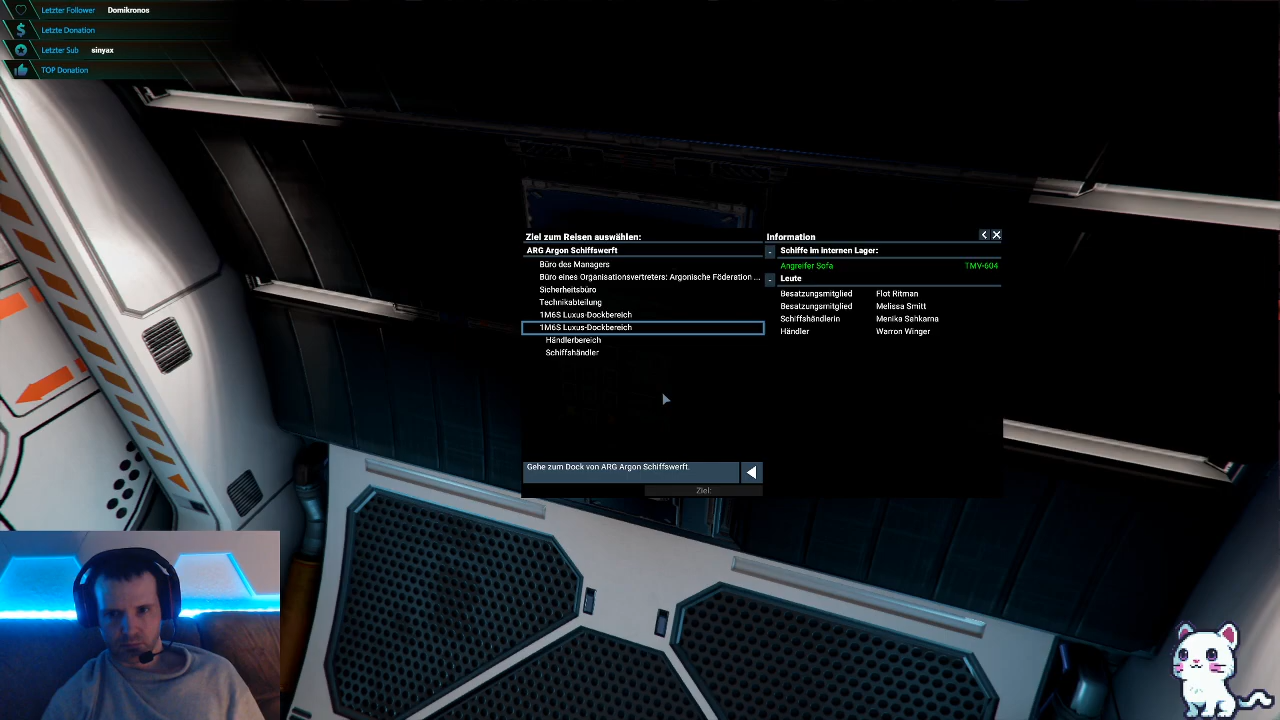 Letzter Follower Domikronos
Letzte Donation
Letzter Sub sinyax
TOP Donation
Ziel zum Reisen auswählen:
ARG Argon Schiffswerft
Büro des Managers
Büro eines Organisationsvertreters: Argonische Föderation ...
Sicherheitsbüro
Technikabteilung
1M6S Luxus-Dockbereich
1M6S Luxus-Dockbereich
Händlerbereich
Schiffshändler
Gehe zum Dock von ARG Argon Schiffswerft.
Ziel:
Information
Schiffe im internen Lager:
Angreifer Sofa TMV-604
Leute
Besatzungsmitglied Flot Ritman
Besatzungsmitglied Melissa Smitt
Schiffshändlerin Menika Sahkarna
Händler Warron Winger